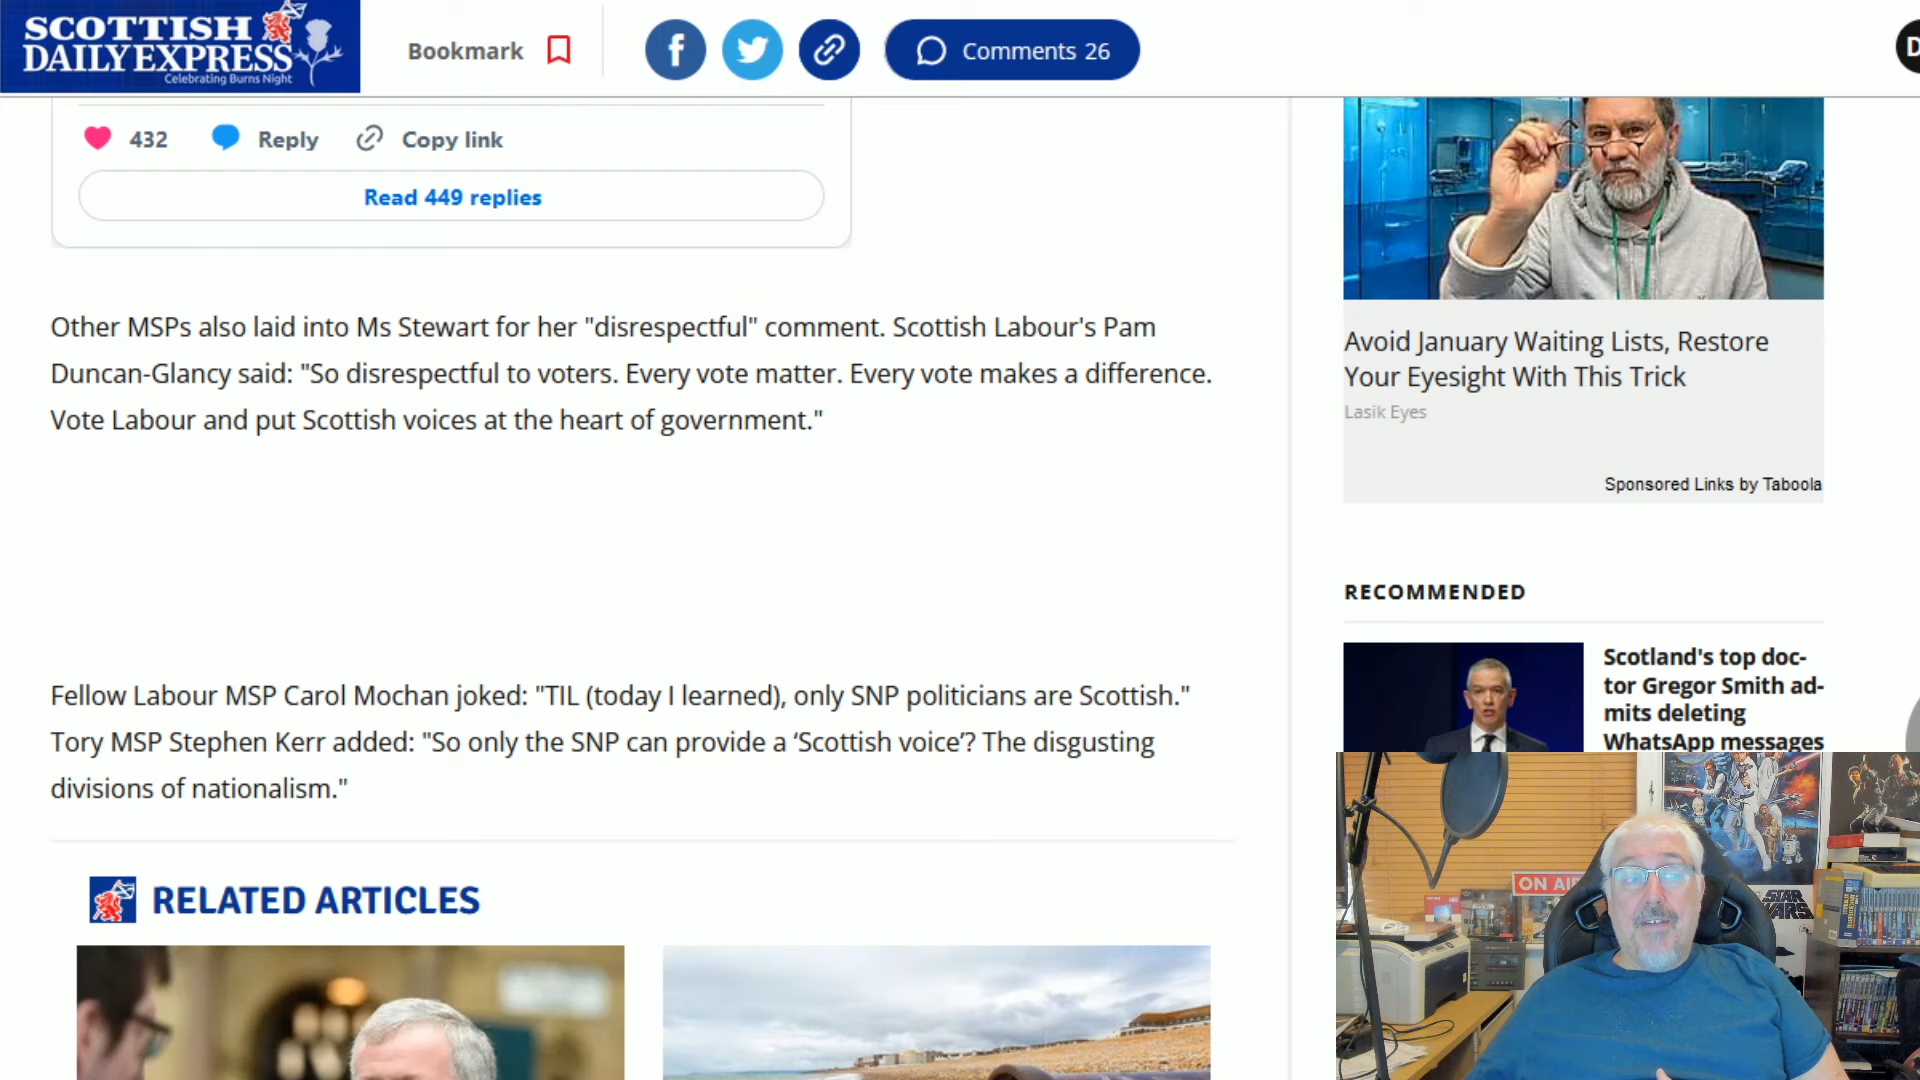 SCOTTISH
DAILY EXPRESS
Celebrating Burns Night
Bookmark
Comments 26
D
432
Reply
Copy link
Read 449 replies
Other MSPs also laid into Ms Stewart for her "disrespectful" comment. Scottish Labour's Pam
Duncan-Glancy said: "So disrespectful to voters. Every vote matter. Every vote makes a difference.
Vote Labour and put Scottish voices at the heart of government."
Fellow Labour MSP Carol Mochan joked: "TIL (today I learned), only SNP politicians are Scottish."
Tory MSP Stephen Kerr added: "So only the SNP can provide a ‘Scottish voice’? The disgusting
divisions of nationalism."
RELATED ARTICLES
Avoid January Waiting Lists, Restore
Your Eyesight With This Trick
Lasik Eyes
Sponsored Links by Taboola
RECOMMENDED
Scotland's top doc-
tor Gregor Smith ad-
mits deleting
WhatsApp messages
ON AI
STAR
WARS